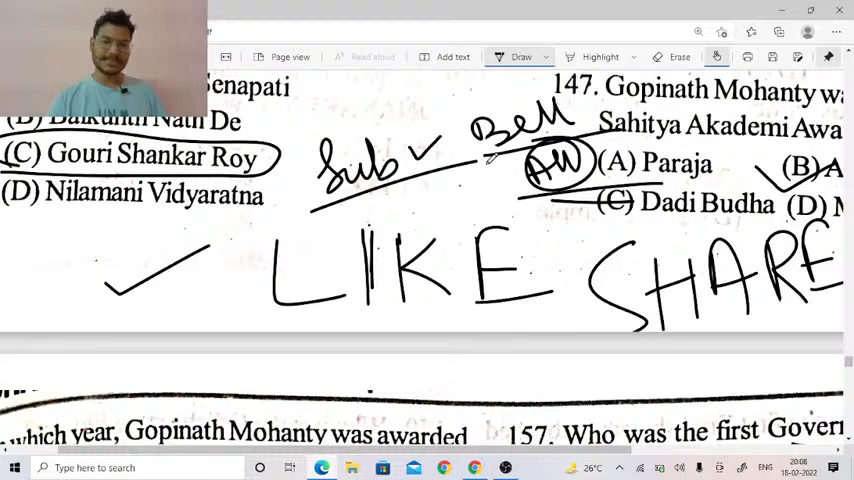 Page view
Read aloud
Add text
Draw
Highlight
Erase
Senapati
(B) Baikunth Nath De
(C) Gouri Shankar Roy
(D) Nilamani Vidyaratna
Sub
Bell
All
147. Gopinath Mohanty wa
Sahitya Akademi Awa
(A) Paraja
(B) A
(C) Dadi Budha (D) M
LIKE SHARE
which year, Gopinath Mohanty was awarded
157. Who was the first Govern
Type here to search
26°C
ENG
20:08
18-02-2022